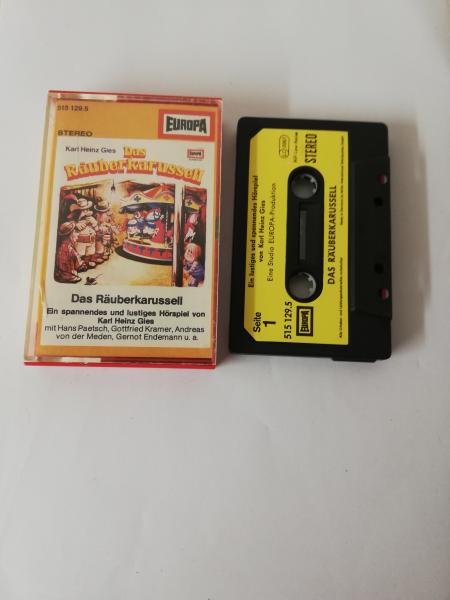 515 129.5
EUROPA
STEREO
Karl Heinz Gies
Das
Räuberkarussell
EUROPA
Das Räuberkarussell
Ein spannendes und lustiges Hörspiel von
Karl Heinz Gies
mit Hans Paetsch, Gottfried Kramer, Andreas
von der Meden, Gernot Endemann u. a.
Ein lustiges und spannendes Hörspiel
von Karl Heinz Gies
Eine Studio EUROPA-Produktion
STEREO
Seite
1
515 129.5
EUROPA
DAS RÄUBERKARUSSELL